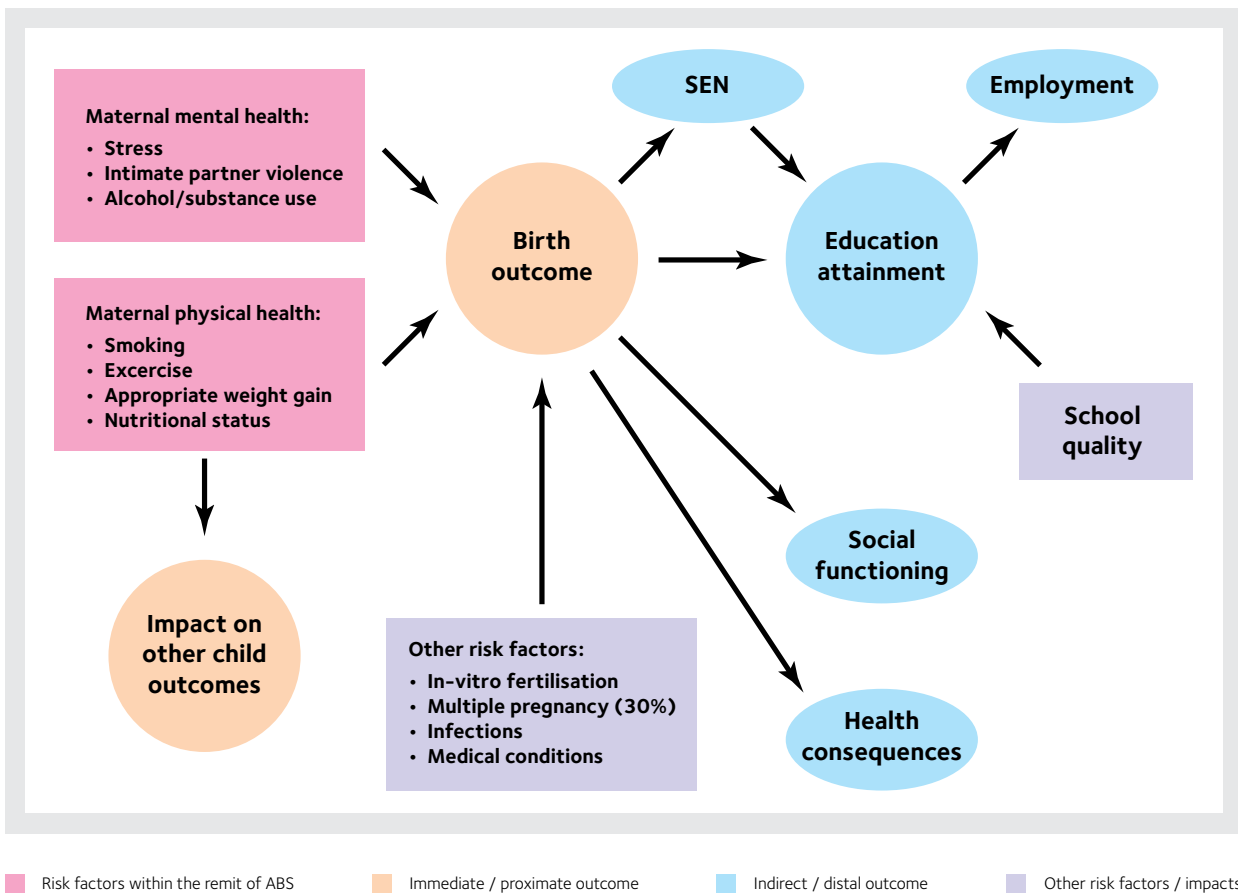 Maternal mental health:
• Stress
• Intimate partner violence
• Alcohol/substance use
Maternal physical health:
• Smoking
• Excercise
• Appropriate weight gain
• Nutritional status
Impact on
other child
outcomes
Birth
outcome
Other risk factors:
• In-vitro fertilisation
• Multiple pregnancy (30%)
• Infections
• Medical conditions
SEN
Employment
Education
attainment
School
quality
Social
functioning
Health
consequences
Risk factors within the remit of ABS
Immediate / proximate outcome
Indirect / distal outcome
Other risk factors / impacts